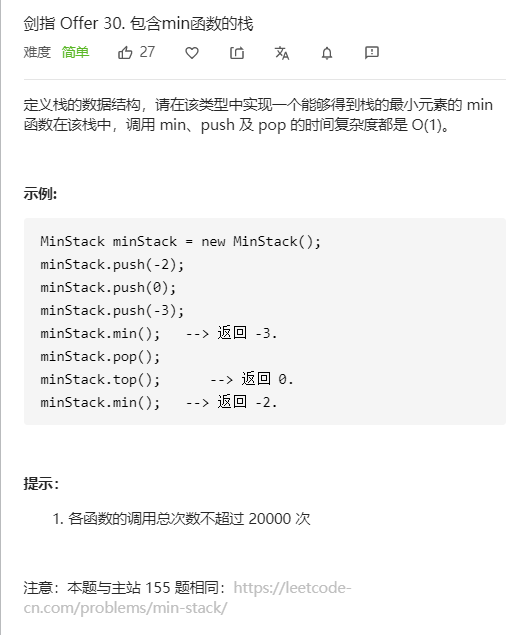 剑指 Offer 30. 包含min函数的栈
难度 简单 27
定义栈的数据结构，请在该类型中实现一个能够得到栈的最小元素的 min
函数在该栈中，调用 min、push 及 pop 的时间复杂度都是 O(1)。
示例:
MinStack minStack = new MinStack();
minStack.push(-2);
minStack.push(0);
minStack.push(-3);
minStack.min();   --> 返回 -3.
minStack.pop();
minStack.top();      --> 返回 0.
minStack.min();   --> 返回 -2.
提示：
1. 各函数的调用总次数不超过 20000 次
注意：本题与主站 155 题相同：https://leetcode-
cn.com/problems/min-stack/